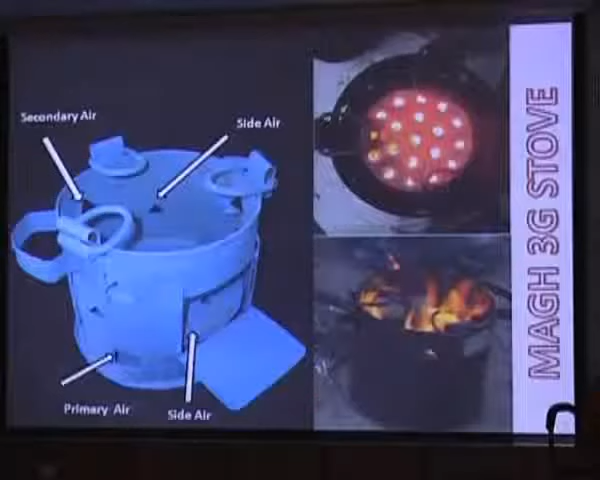 Secondary Air
Side Air
Primary Air
Side Air
MAGH 3G STOVE